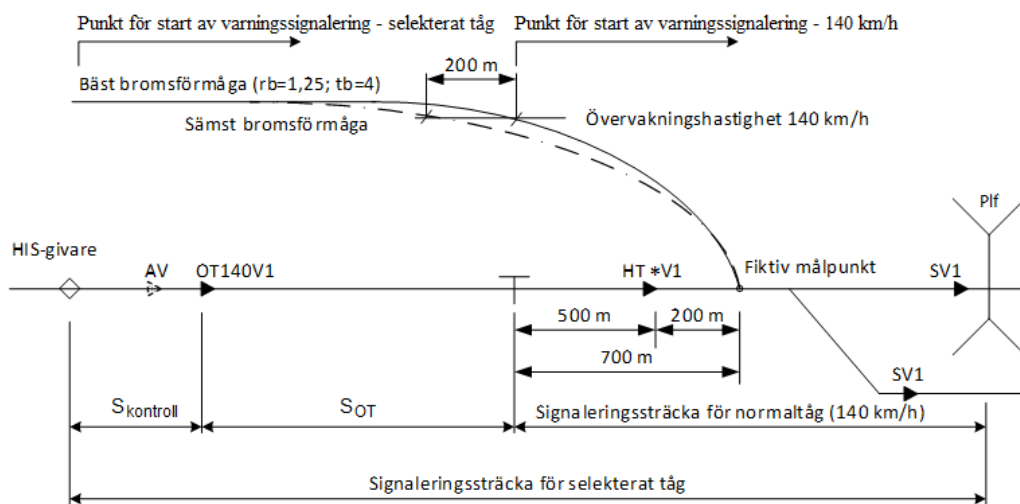 Punkt för start av varningssignalering - selekterat tåg
Punkt för start av varningssignalering - 140 km/h
200 m
Bäst bromsförmåga (rb=1,25; tb=4)
Sämst bromsförmåga
Övervakningshastighet 140 km/h
Plf
HIS-givare
AV
OT140V1
HT *V1
Fiktiv målpunkt
SV1
500 m
200 m
700 m
SV1
Skontroll
SOT
Signaleringssträcka för normaltåg (140 km/h)
Signaleringssträcka för selekterat tåg